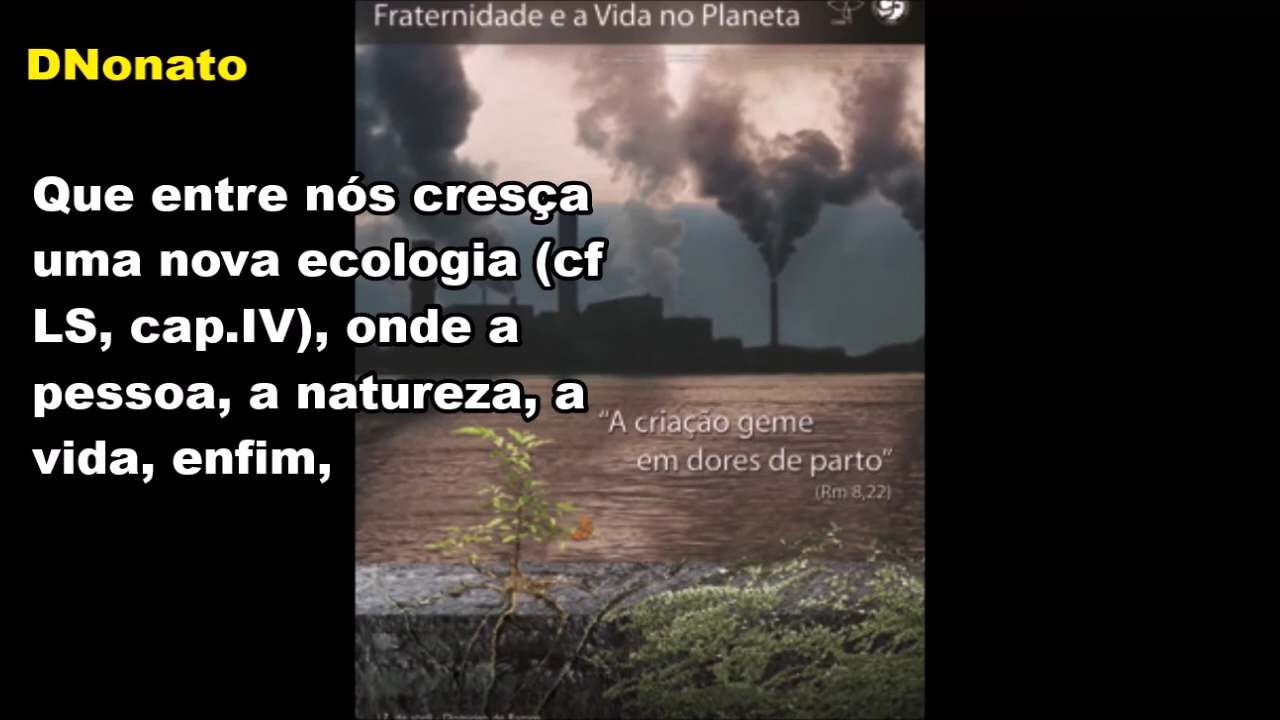 Fraternidade e a Vida no Planeta
CF
DNonato
Que entre nós cresça
uma nova ecologia (cf
LS, cap.IV), onde a
pessoa, a natureza, a
vida, enfim,
“A criação geme
em dores de parto”
(Rm 8,22)